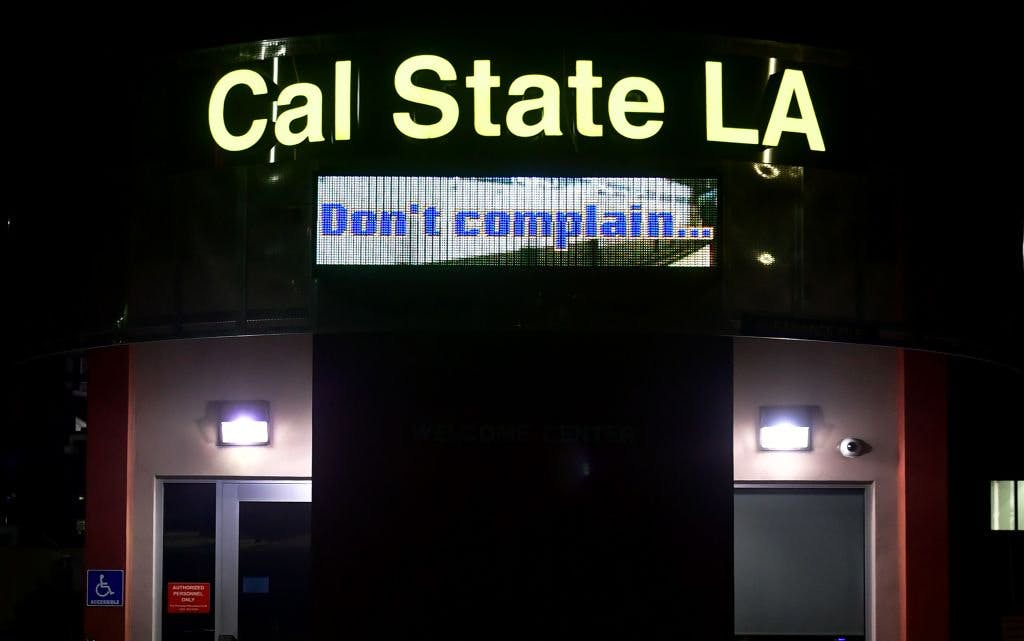 Cal State LA
Don't complain...
WELCOME CENTER
AUTHORIZED
PERSONNEL
ONLY
ACCESSIBLE